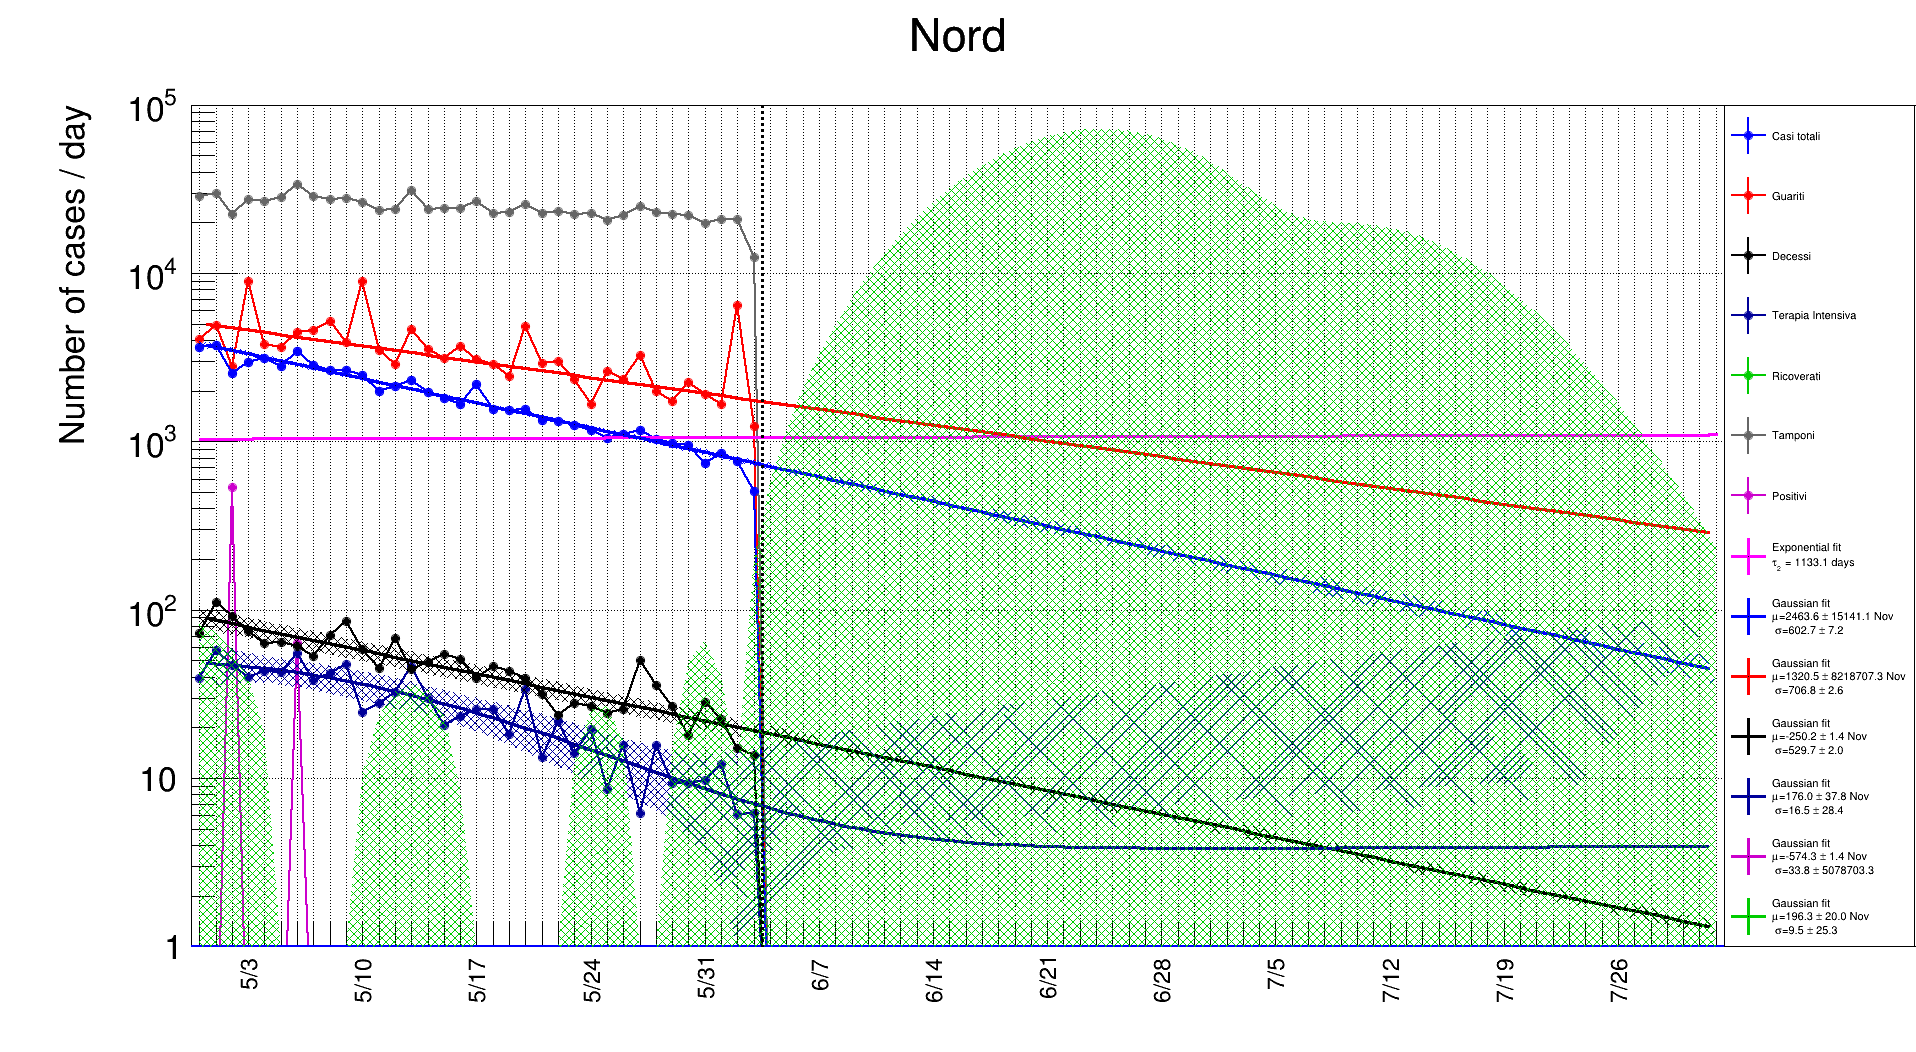 Nord
Number of cases / day
10^5
10^4
10^3
10^2
10
1
5/3
5/10
5/17
5/24
5/31
6/7
6/14
6/21
6/28
7/5
7/12
7/19
7/26
Casi totali
Guariti
Decessi
Terapia Intensiva
Ricoverati
Tamponi
Positivi
Exponential fit
τ_2 = 1133.1 days
Gaussian fit
μ=2463.6 ± 15141.1 Nov
σ=602.7 ± 7.2
Gaussian fit
μ=1320.5 ± 8218707.3 Nov
σ=706.8 ± 2.6
Gaussian fit
μ=-250.2 ± 1.4 Nov
σ=529.7 ± 2.0
Gaussian fit
μ=176.0 ± 37.8 Nov
σ=16.5 ± 28.4
Gaussian fit
μ=-574.3 ± 1.4 Nov
σ=33.8 ± 5078703.3
Gaussian fit
μ=196.3 ± 20.0 Nov
σ=9.5 ± 25.3